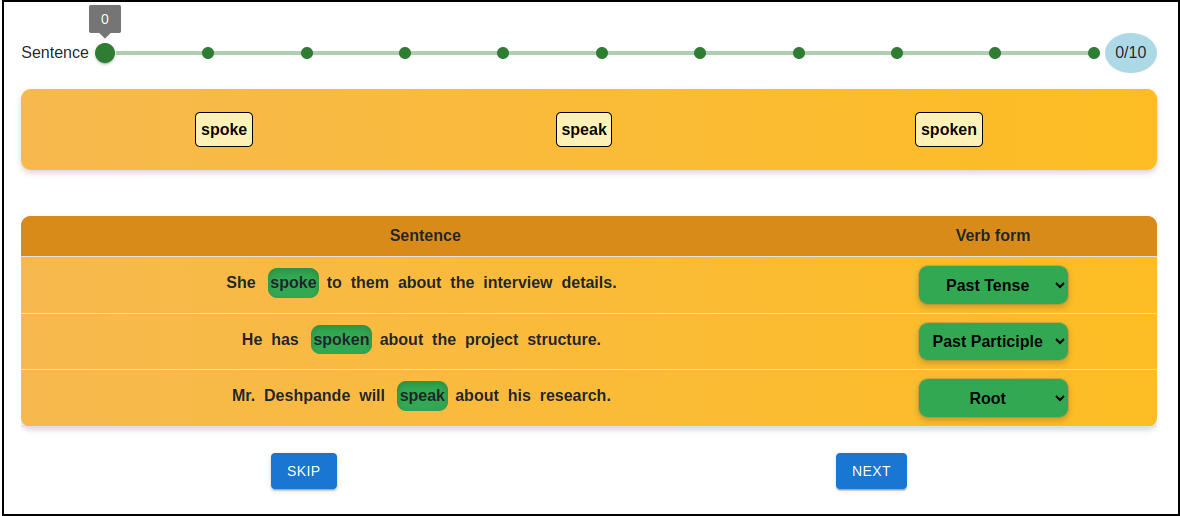 0
Sentence 0/10
spoke speak spoken
Sentence Verb form
She spoke to them about the interview details. Past Tense
He has spoken about the project structure. Past Participle
Mr. Deshpande will speak about his research. Root
SKIP NEXT